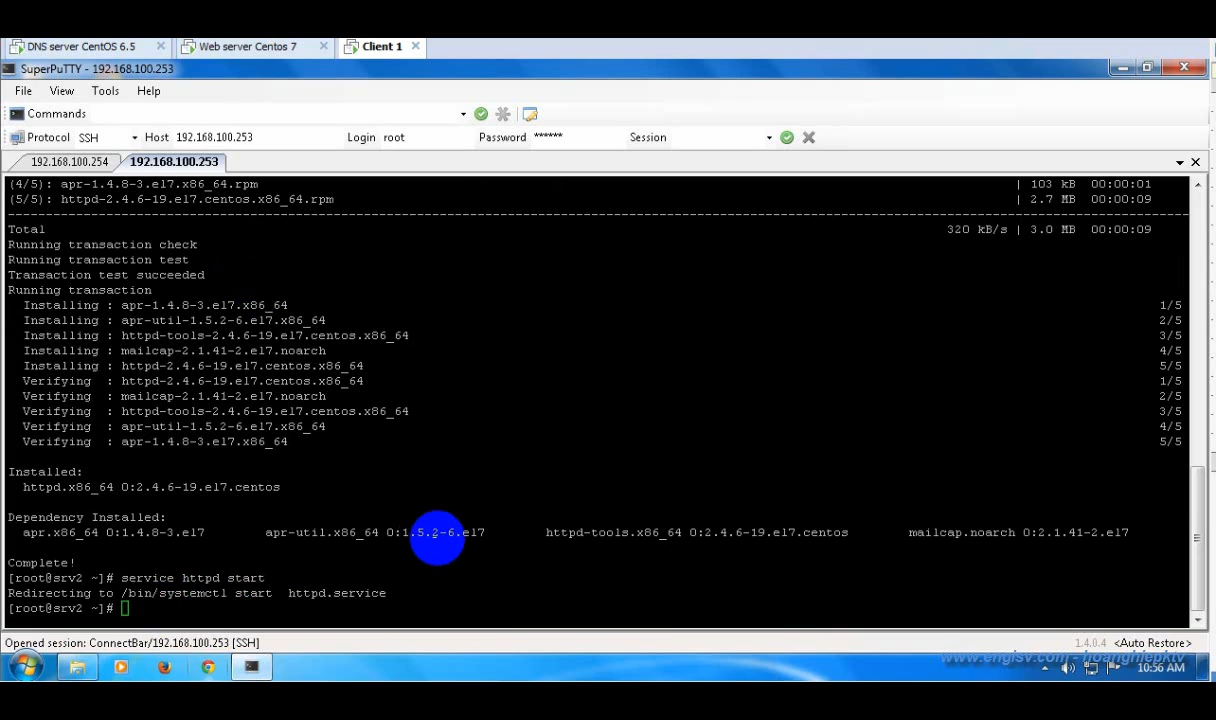 DNS server CentOS 6.5
Web server Centos 7
Client 1
SuperPuTTY - 192.168.100.253
File View Tools Help
Commands
Protocol SSH Host 192.168.100.253 Login root Password ****** Session
192.168.100.254 192.168.100.253
(4/5): apr-1.4.8-3.el7.x86_64.rpm | 103 kB 00:00:01
(5/5): httpd-2.4.6-19.el7.centos.x86_64.rpm | 2.7 MB 00:00:09
--------------------------------------------------------------------------------
Total 320 kB/s | 3.0 MB 00:00:09
Running transaction check
Running transaction test
Transaction test succeeded
Running transaction
Installing : apr-1.4.8-3.el7.x86_64 1/5
Installing : apr-util-1.5.2-6.el7.x86_64 2/5
Installing : httpd-tools-2.4.6-19.el7.centos.x86_64 3/5
Installing : mailcap-2.1.41-2.el7.noarch 4/5
Installing : httpd-2.4.6-19.el7.centos.x86_64 5/5
Verifying : httpd-2.4.6-19.el7.centos.x86_64 1/5
Verifying : mailcap-2.1.41-2.el7.noarch 2/5
Verifying : httpd-tools-2.4.6-19.el7.centos.x86_64 3/5
Verifying : apr-util-1.5.2-6.el7.x86_64 4/5
Verifying : apr-1.4.8-3.el7.x86_64 5/5
Installed:
httpd.x86_64 0:2.4.6-19.el7.centos
Dependency Installed:
apr.x86_64 0:1.4.8-3.el7 apr-util.x86_64 0:1.5.2-6.el7 httpd-tools.x86_64 0:2.4.6-19.el7.centos mailcap.noarch 0:2.1.41-2.el7
Complete!
[root@srv2 ~]# service httpd start
Redirecting to /bin/systemctl start httpd.service
[root@srv2 ~]#
Opened session: ConnectBar/192.168.100.253 [SSH] 1.4.0.4 <Auto Restore>
www.engisv.com - hoanghiepktv
10:56 AM